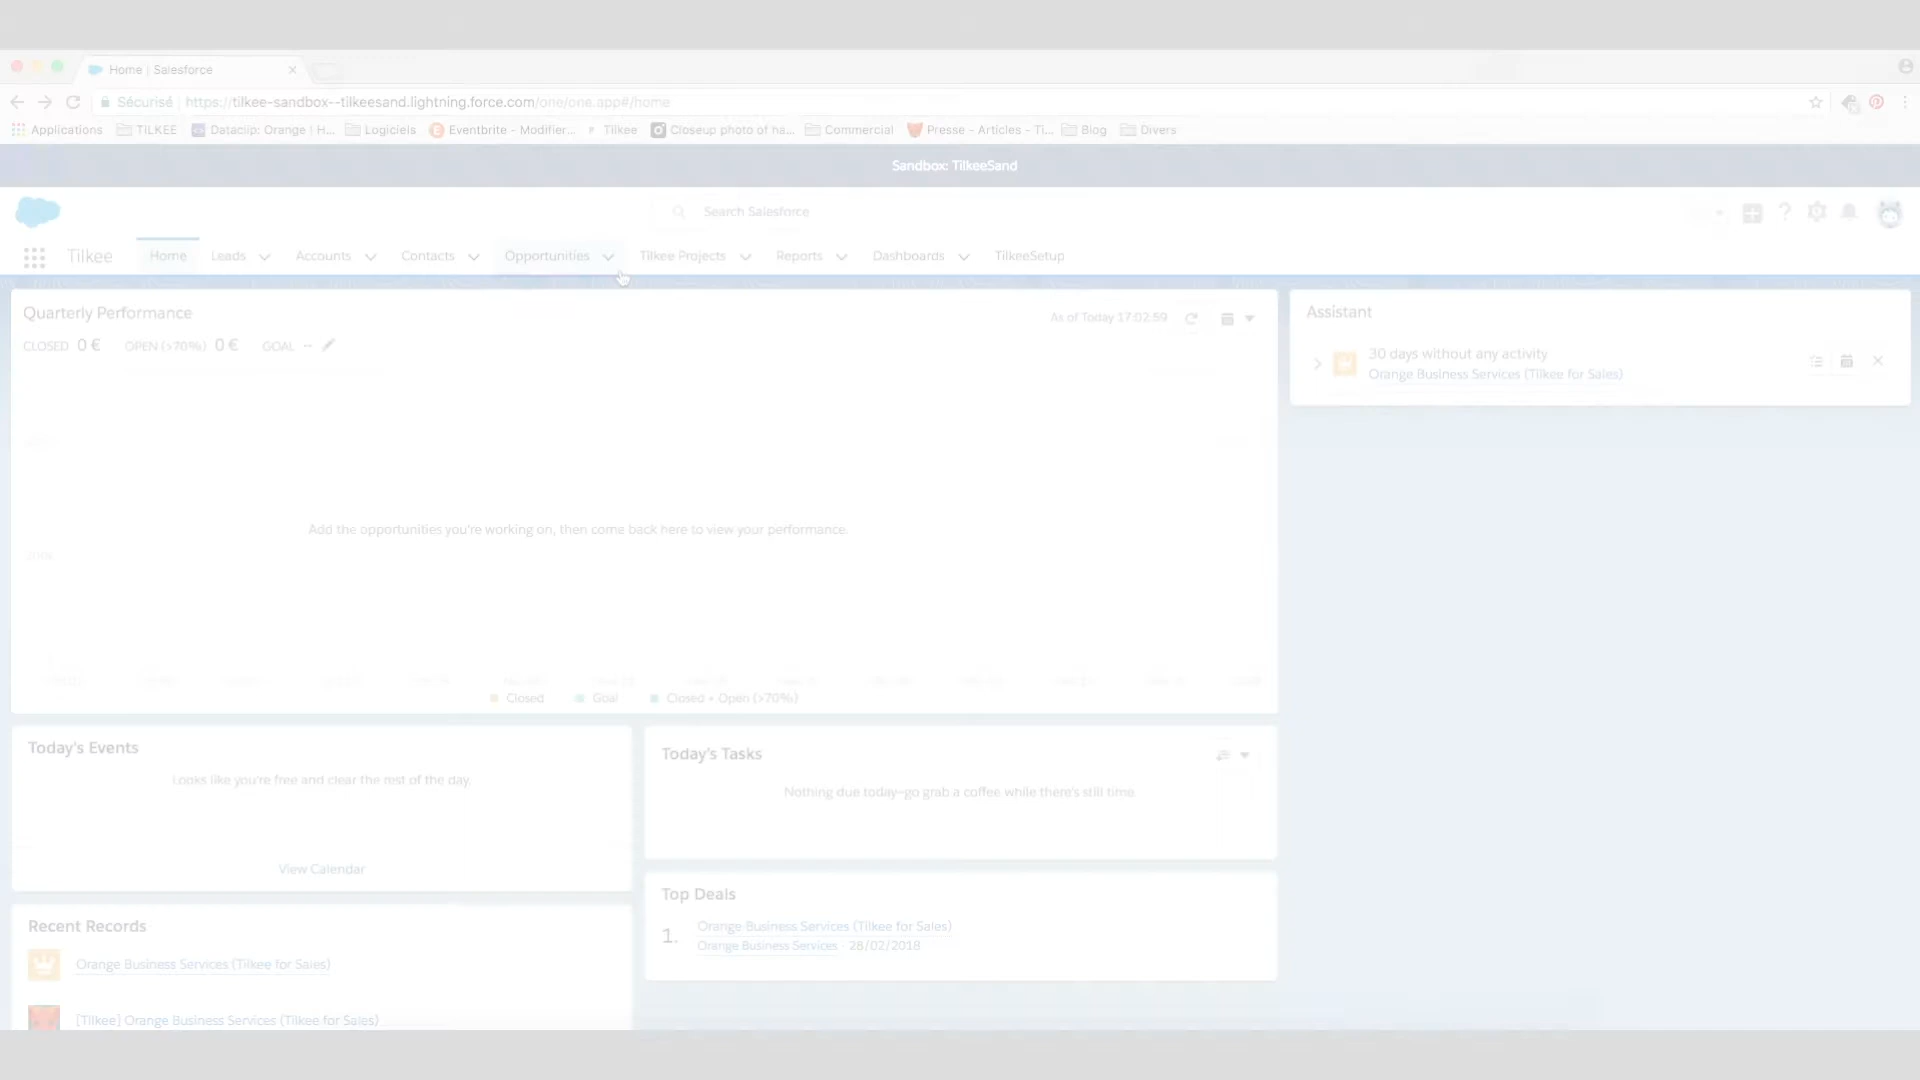 Home | Salesforce
Sécurisé | https://tilkee-sandbox--tilkeesand.lightning.force.com/one/one.app#/home
Applications TILKEE Dataclip: Orange | H... Logiciels Eventbrite - Modifier... Tilkee Closeup photo of ha... Commercial Presse - Articles - Ti... Blog Divers
Sandbox: TilkeeSand
Search Salesforce
Tilkee Home Leads Accounts Contacts Opportunities Tilkee Projects Reports Dashboards TilkeeSetup
Quarterly Performance
As of Today 17:02:59
CLOSED 0 € OPEN (>70%) 0 € GOAL --
Add the opportunities you're working on, then come back here to view your performance.
Closed Goal Closed + Open (>70%)
Assistant
30 days without any activity
Orange Business Services (Tilkee for Sales)
Today's Events
Looks like you're free and clear the rest of the day.
View Calendar
Today's Tasks
Nothing due today—go grab a coffee while there's still time.
Top Deals
1. Orange Business Services (Tilkee for Sales)
Orange Business Services · 28/02/2018
Recent Records
Orange Business Services (Tilkee for Sales)
[Tilkee] Orange Business Services (Tilkee for Sales)